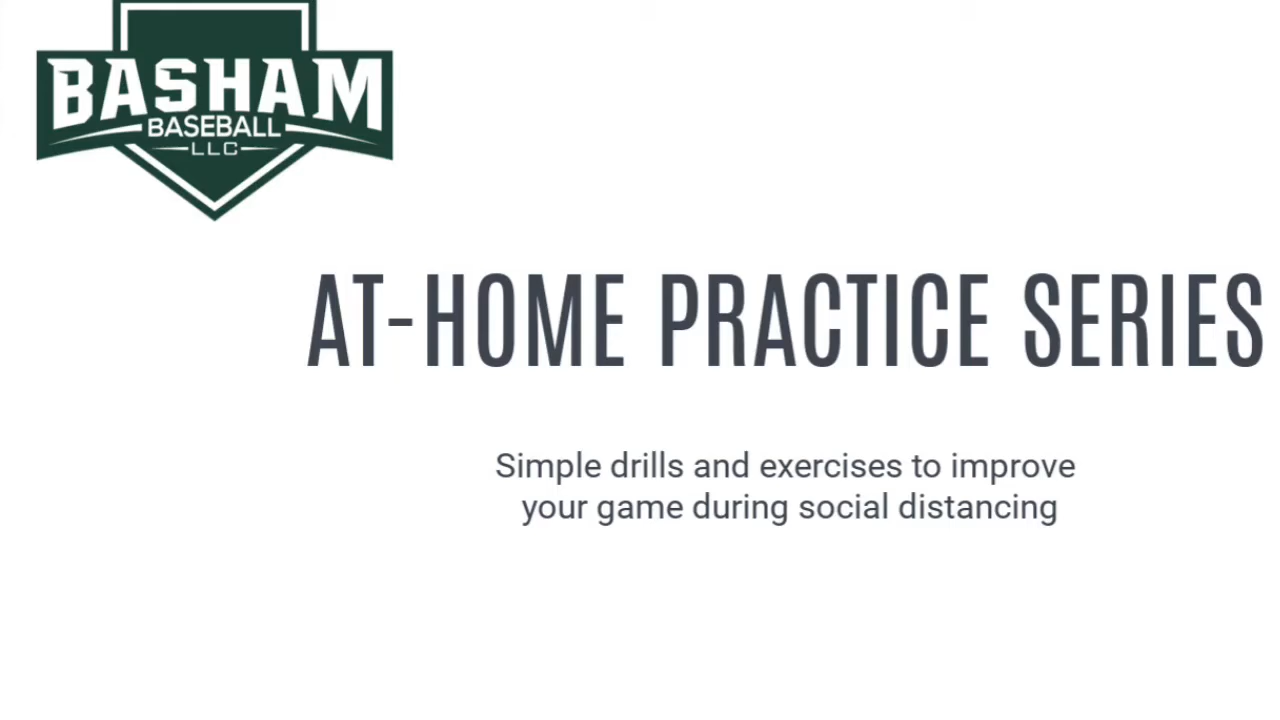 BASHAM
BASEBALL
LLC
AT-HOME PRACTICE SERIES
Simple drills and exercises to improve
your game during social distancing